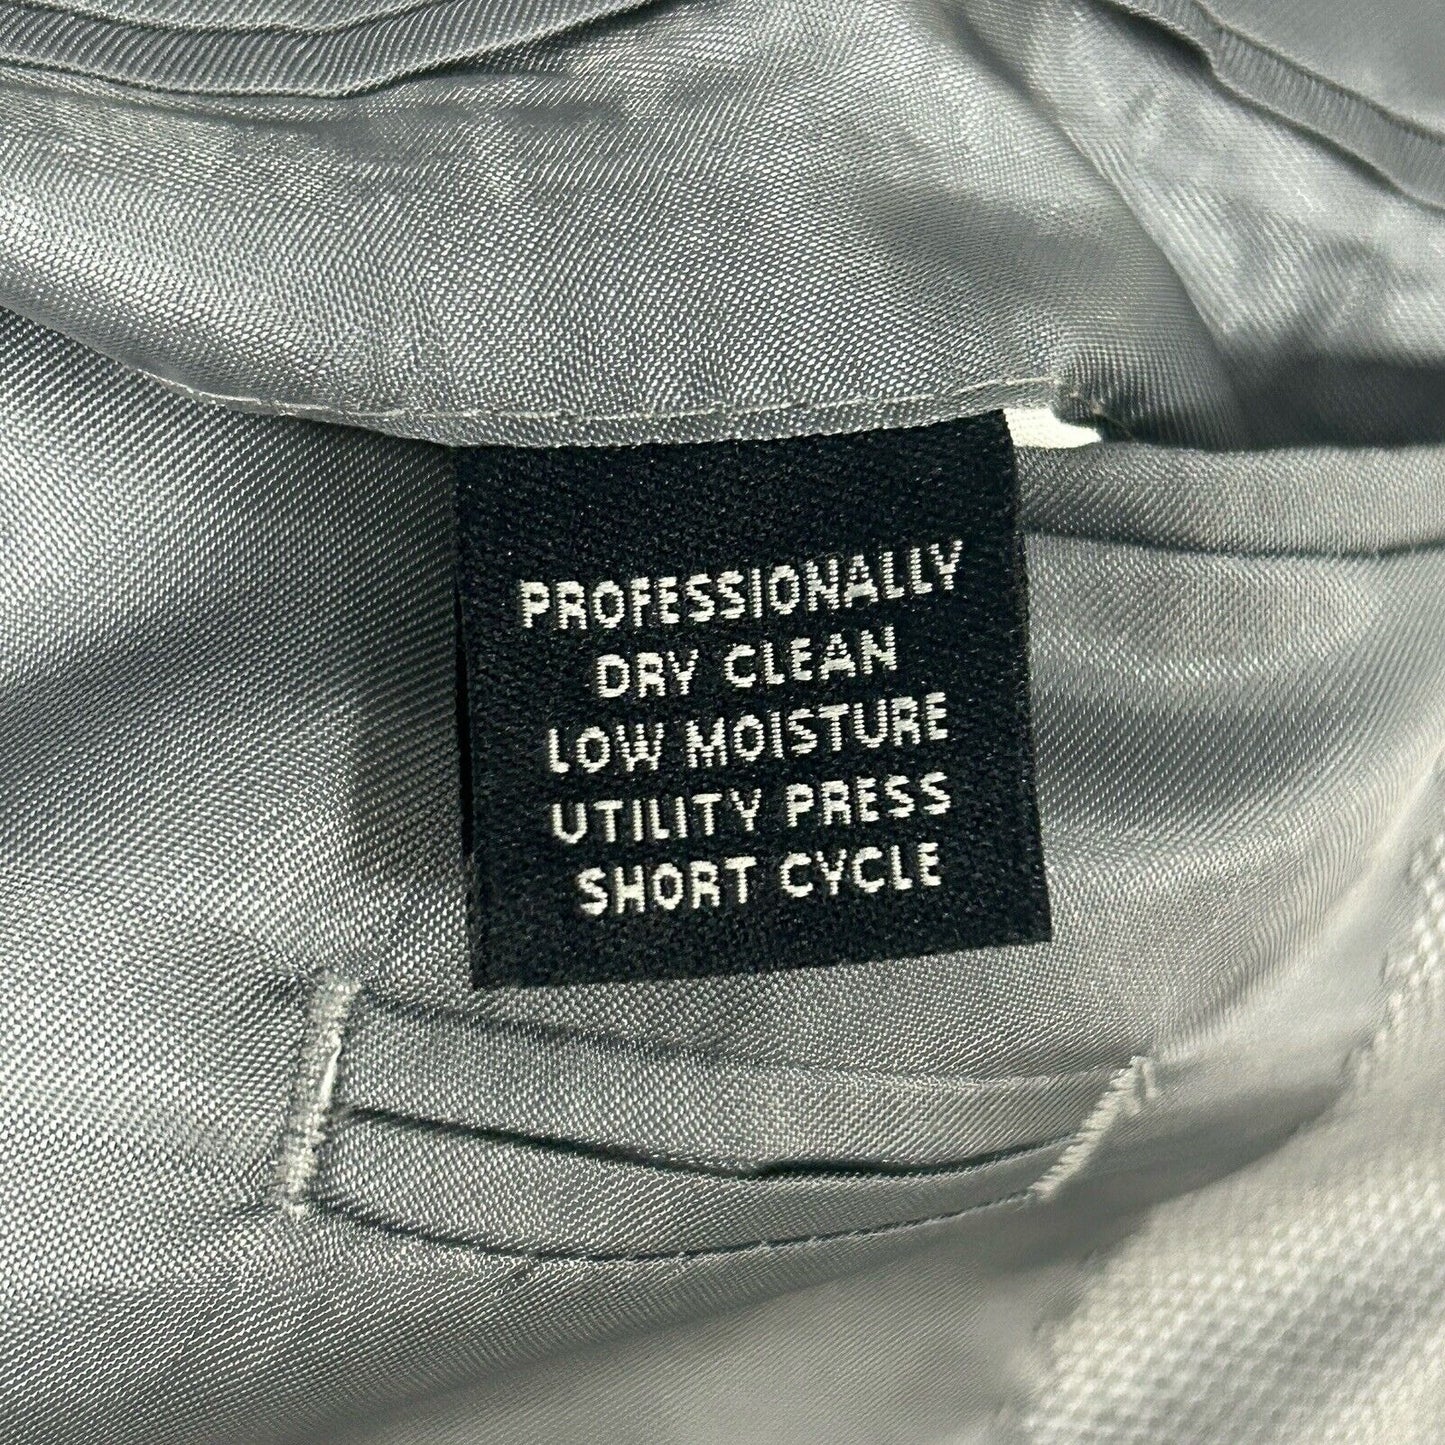 PROFESSIONALLY
DRY CLEAN
LOW MOISTURE
UTILITY PRESS
SHORT CYCLE